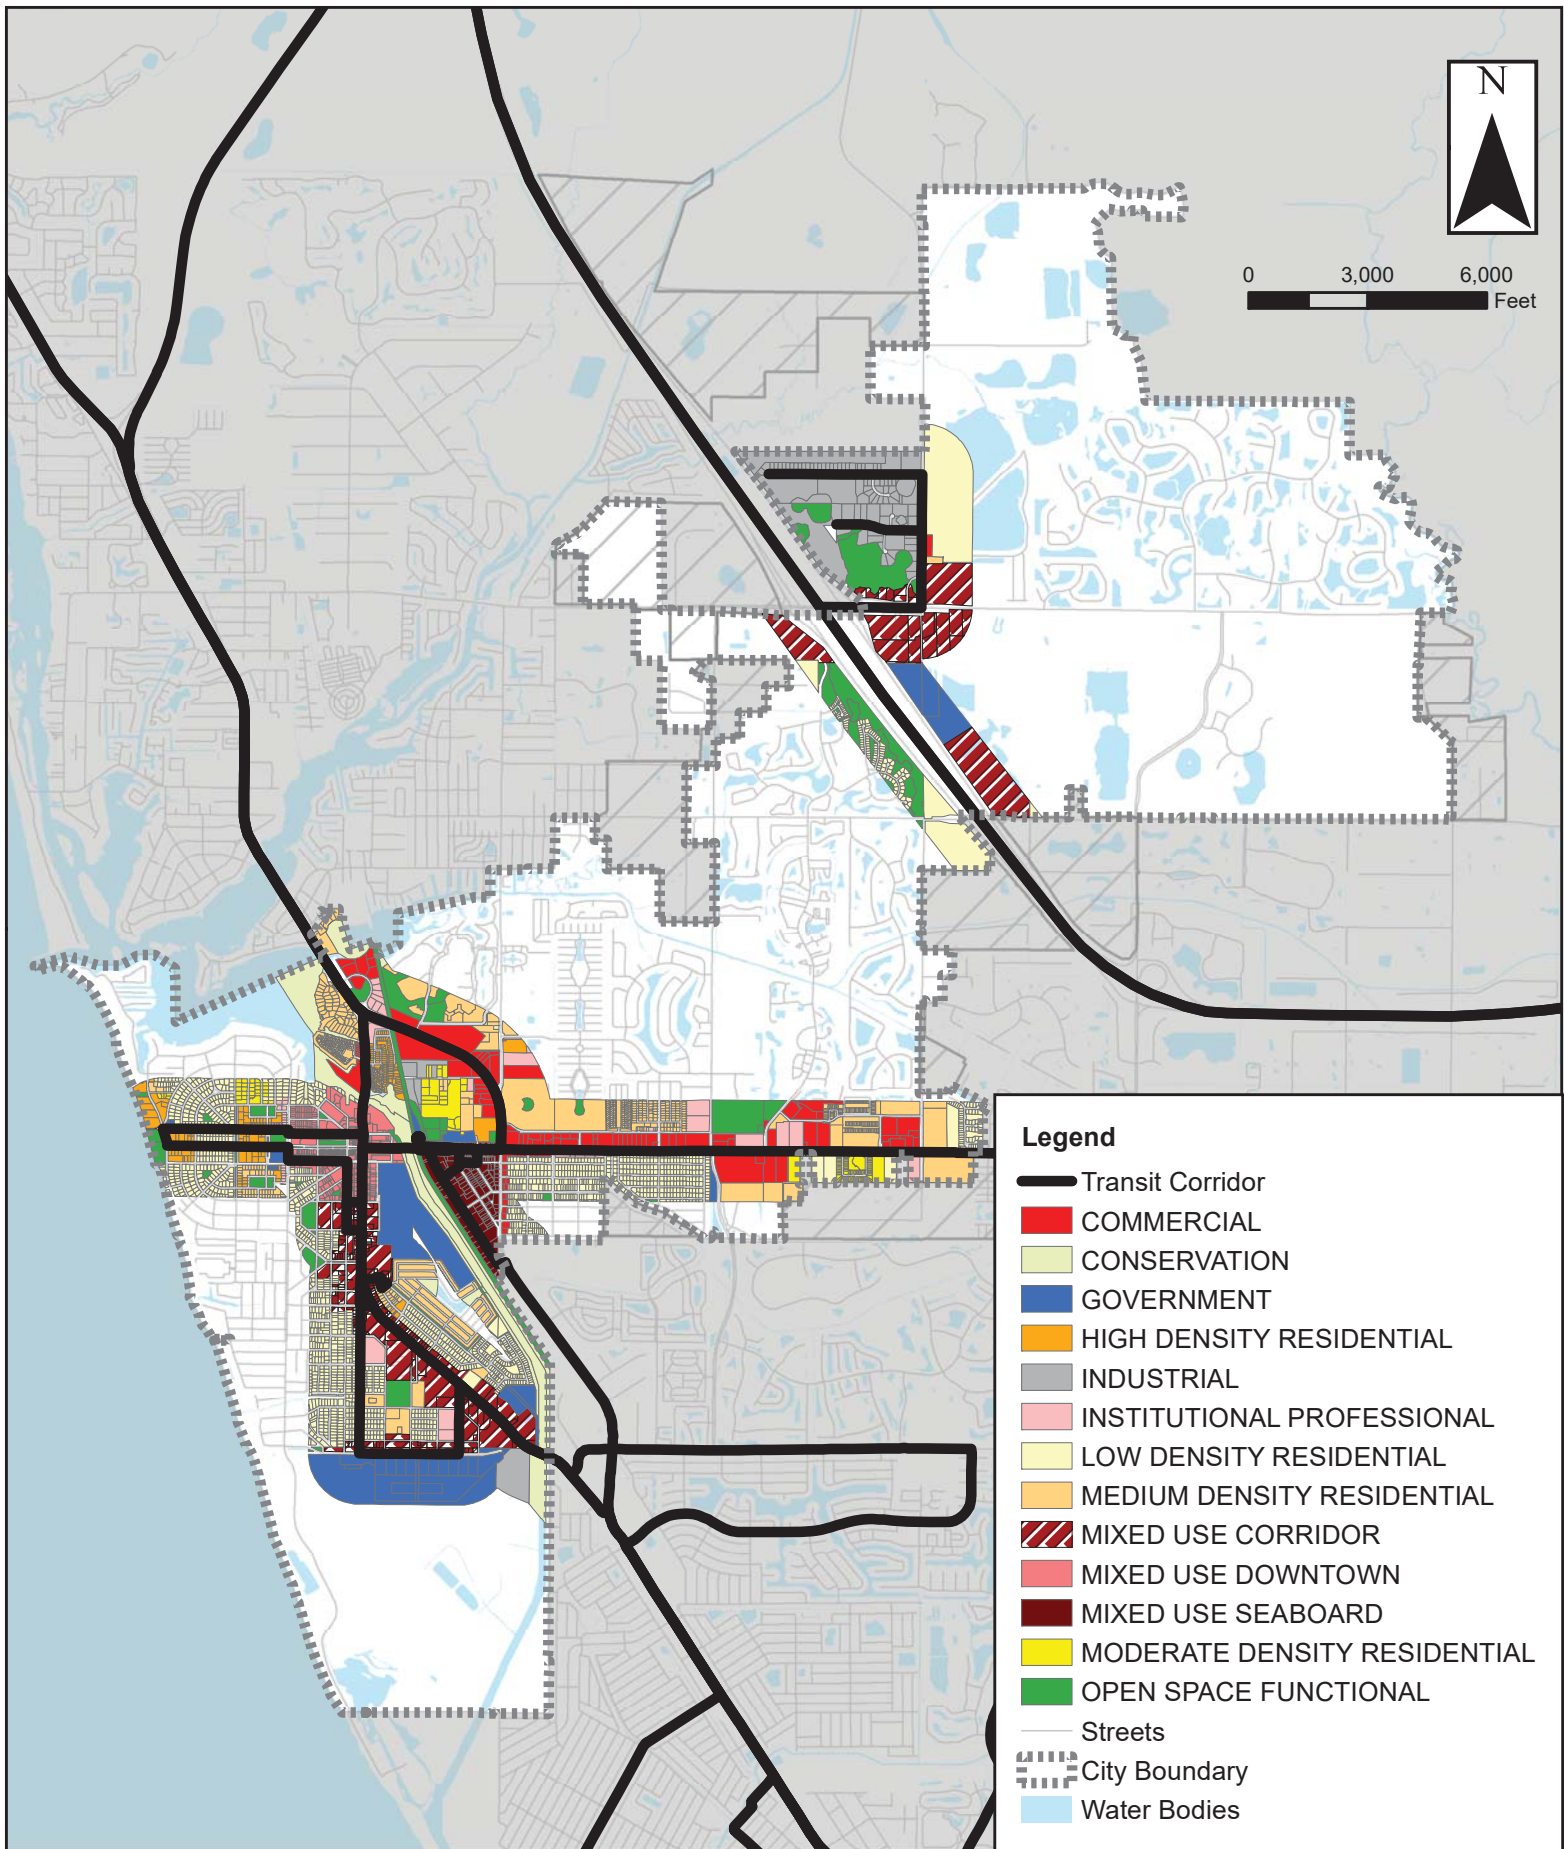 N
0 3,000 6,000
Feet
Legend
Transit Corridor
COMMERCIAL
CONSERVATION
GOVERNMENT
HIGH DENSITY RESIDENTIAL
INDUSTRIAL
INSTITUTIONAL PROFESSIONAL
LOW DENSITY RESIDENTIAL
MEDIUM DENSITY RESIDENTIAL
MIXED USE CORRIDOR
MIXED USE DOWNTOWN
MIXED USE SEABOARD
MODERATE DENSITY RESIDENTIAL
OPEN SPACE FUNCTIONAL
Streets
City Boundary
Water Bodies